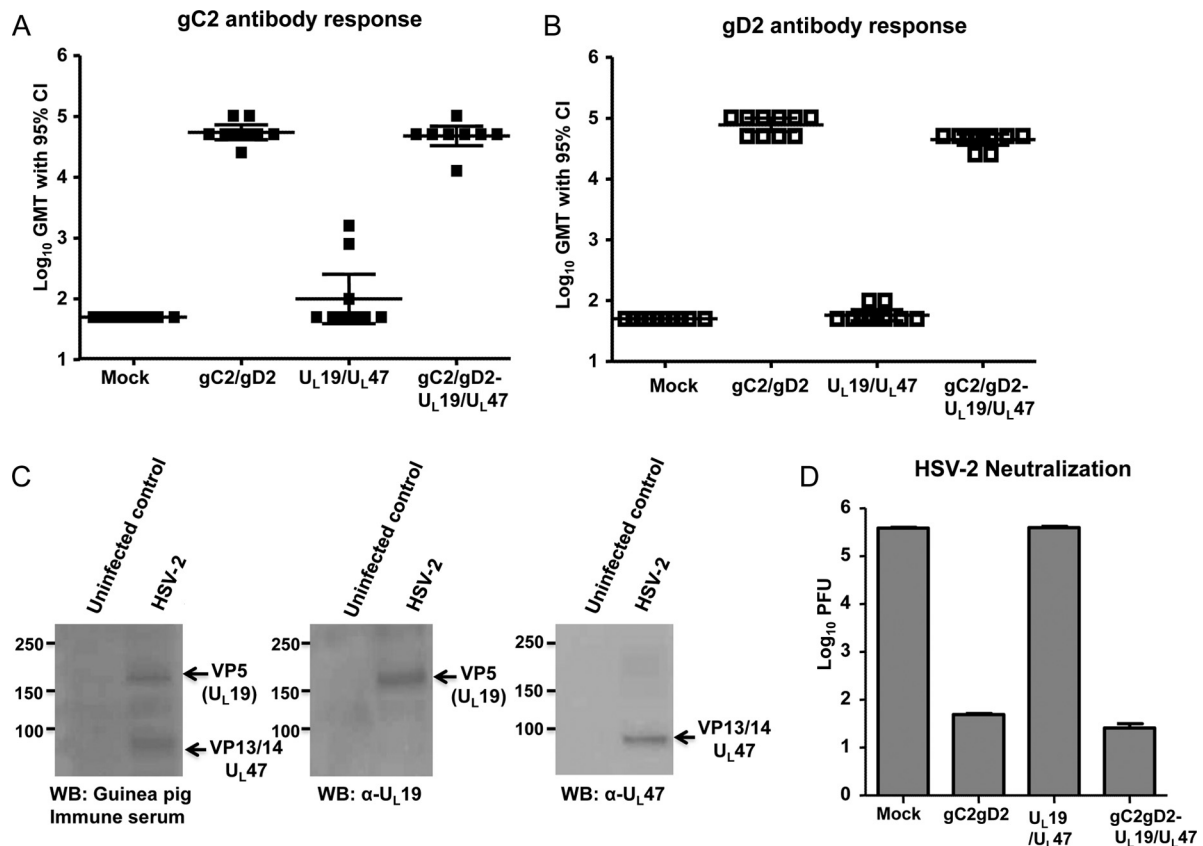 A
gC2 antibody response
Log10 GMT with 95% CI
6
5
4
3
2
1
Mock
gC2/gD2
UL19/UL47
gC2/gD2-
UL19/UL47
B
gD2 antibody response
Log10 GMT with 95% CI
6
5
4
3
2
1
Mock
gC2/gD2
UL19/UL47
gC2/gD2-
UL19/UL47
C
Uninfected control
HSV-2
250
150
100
VP5
(UL19)
VP13/14
UL47
WB: Guinea pig
Immune serum
Uninfected control
HSV-2
250
150
100
VP5
(UL19)
WB: α-UL19
Uninfected control
HSV-2
250
150
100
VP13/14
UL47
WB: α-UL47
D
HSV-2 Neutralization
Log10 PFU
6
5
4
3
2
1
0
Mock
gC2gD2
UL19
/UL47
gC2gD2-
UL19/UL47